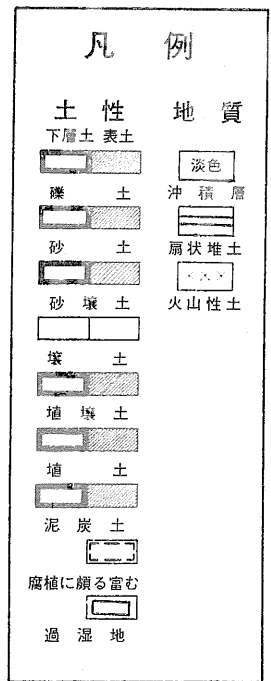 凡例
土性
下層土 表土
礫土
砂土
砂壌土
壌土
埴壌土
埴土
泥炭土
腐植に頗る富む
過湿地
地質
淡色
沖積層
扇状堆土
火山性土